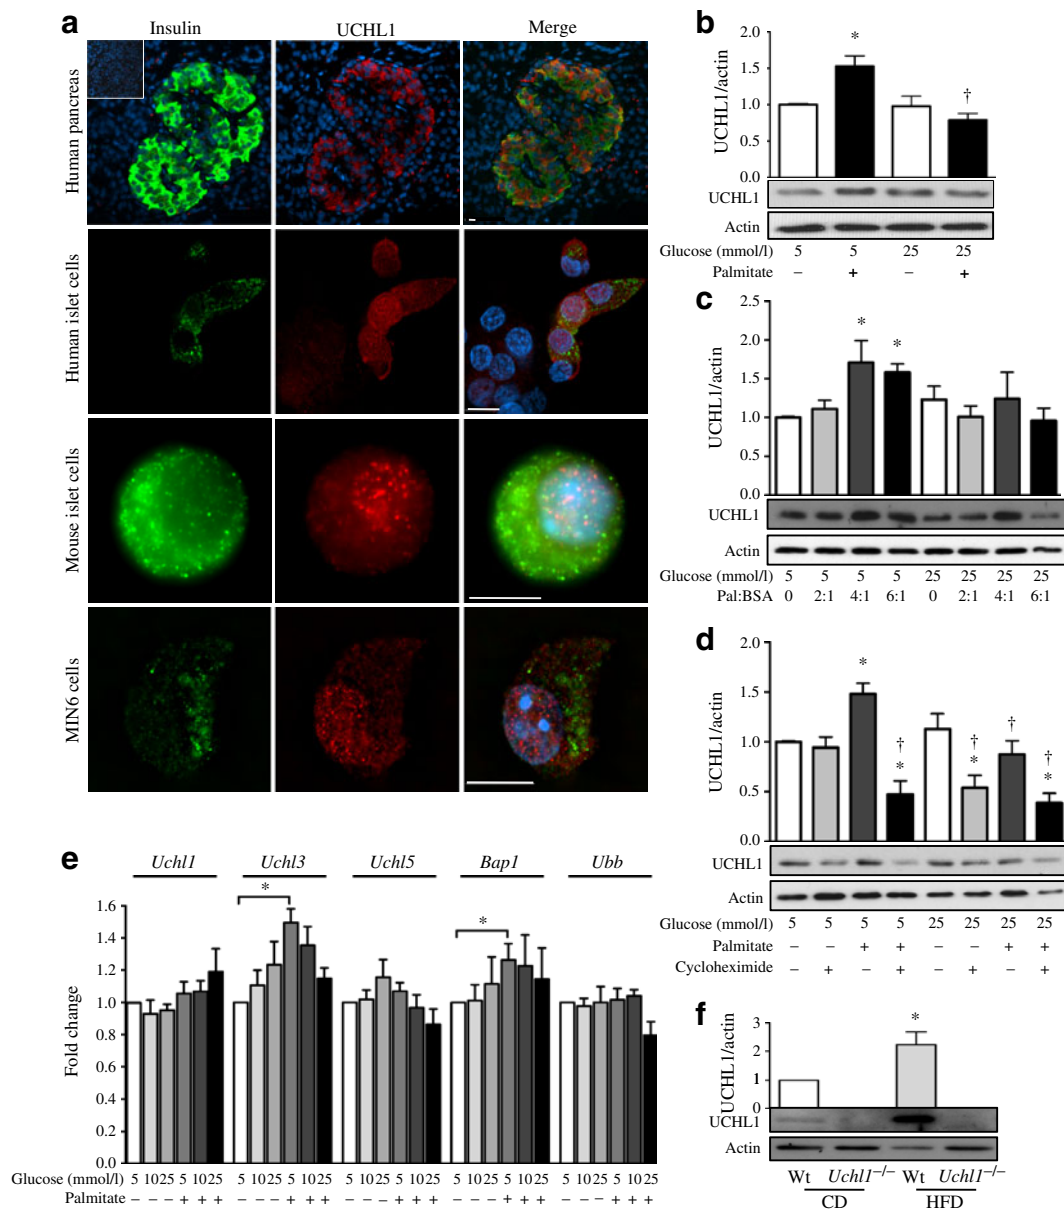 a
Insulin UCHL1 Merge
Human pancreas
Human islet cells
Mouse islet cells
MIN6 cells
b
UCHL1/actin
2.0
1.5
1.0
0.5
0.0
*
†
UCHL1
Actin
Glucose (mmol/l) 5 5 25 25
Palmitate – + – +
c
UCHL1/actin
2.5
2.0
1.5
1.0
0.5
0.0
* *
UCHL1
Actin
Glucose (mmol/l) 5 5 5 5 25 25 25 25
Pal:BSA 0 2:1 4:1 6:1 0 2:1 4:1 6:1
d
UCHL1/actin
2.0
1.5
1.0
0.5
0.0
*
† † † †
* * *
UCHL1
Actin
Glucose (mmol/l) 5 5 5 5 25 25 25 25
Palmitate – – + + – – + +
Cycloheximide – + – + – + – +
e
Uchl1 Uchl3 Uchl5 Bap1 Ubb
Fold change
1.6
1.4
1.2
1.0
0.8
0.6
0.4
0.2
0.0
* *
Glucose (mmol/l) 5 10 25 5 10 25 5 10 25 5 10 25 5 10 25 5 10 25 5 10 25 5 10 25 5 10 25 5 10 25
Palmitate – – – + + + – – – + + + – – – + + + – – – + + + – – – + + +
f
UCHL1/actin
3
2
1
0
*
UCHL1
Actin
Wt Uchl1–/– Wt Uchl1–/–
CD HFD